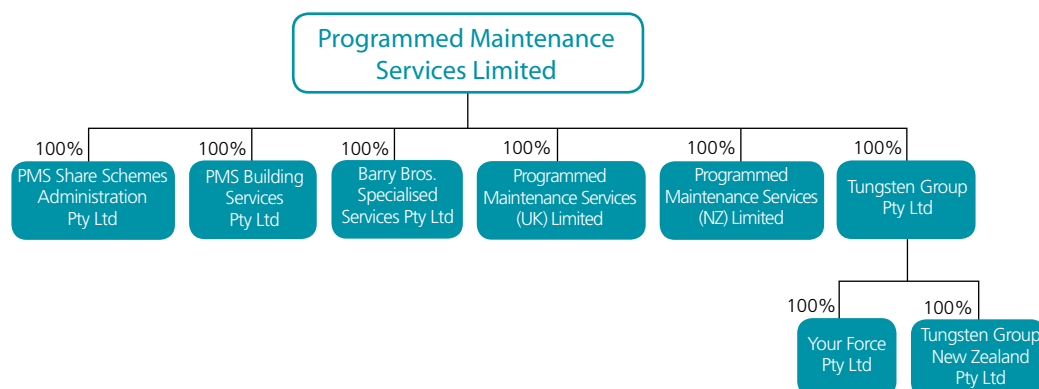 Programmed Maintenance
Services Limited
100%
100%
100%
100%
100%
100%
PMS Share Schemes
Administration
Pty Ltd
PMS Building
Services
Pty Ltd
Barry Bros.
Specialised
Services Pty Ltd
Programmed
Maintenance Services
(UK) Limited
Programmed
Maintenance Services
(NZ) Limited
Tungsten Group
Pty Ltd
100%
100%
Your Force
Pty Ltd
Tungsten Group
New Zealand
Pty Ltd